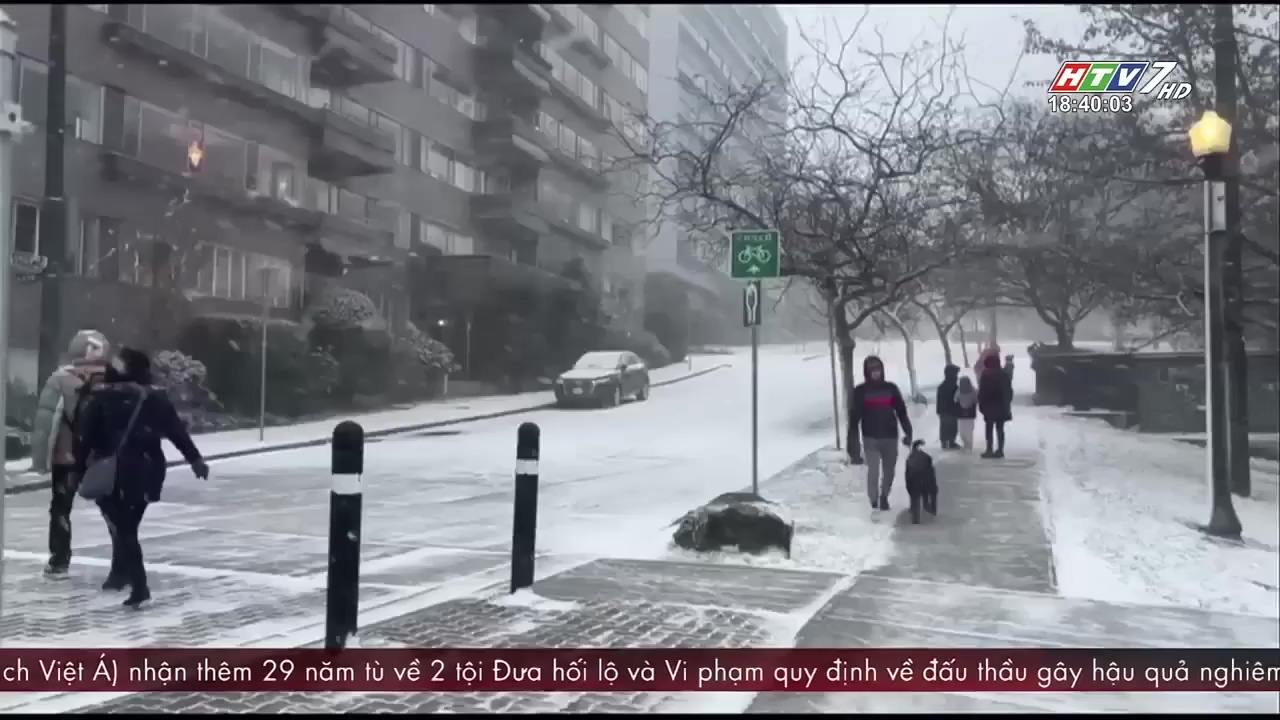 HTV7 HD
18:40:03
ch Việt Á) nhận thêm 29 năm tù về 2 tội Đưa hối lộ và Vi phạm quy định về đấu thầu gây hậu quả nghiêm